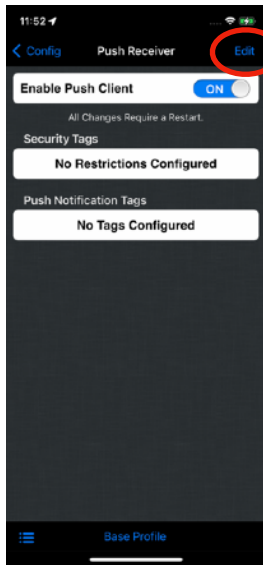 11:52
Config
Push Receiver
Edit
Enable Push Client
ON
All Changes Require a Restart.
Security Tags
No Restrictions Configured
Push Notification Tags
No Tags Configured
Base Profile